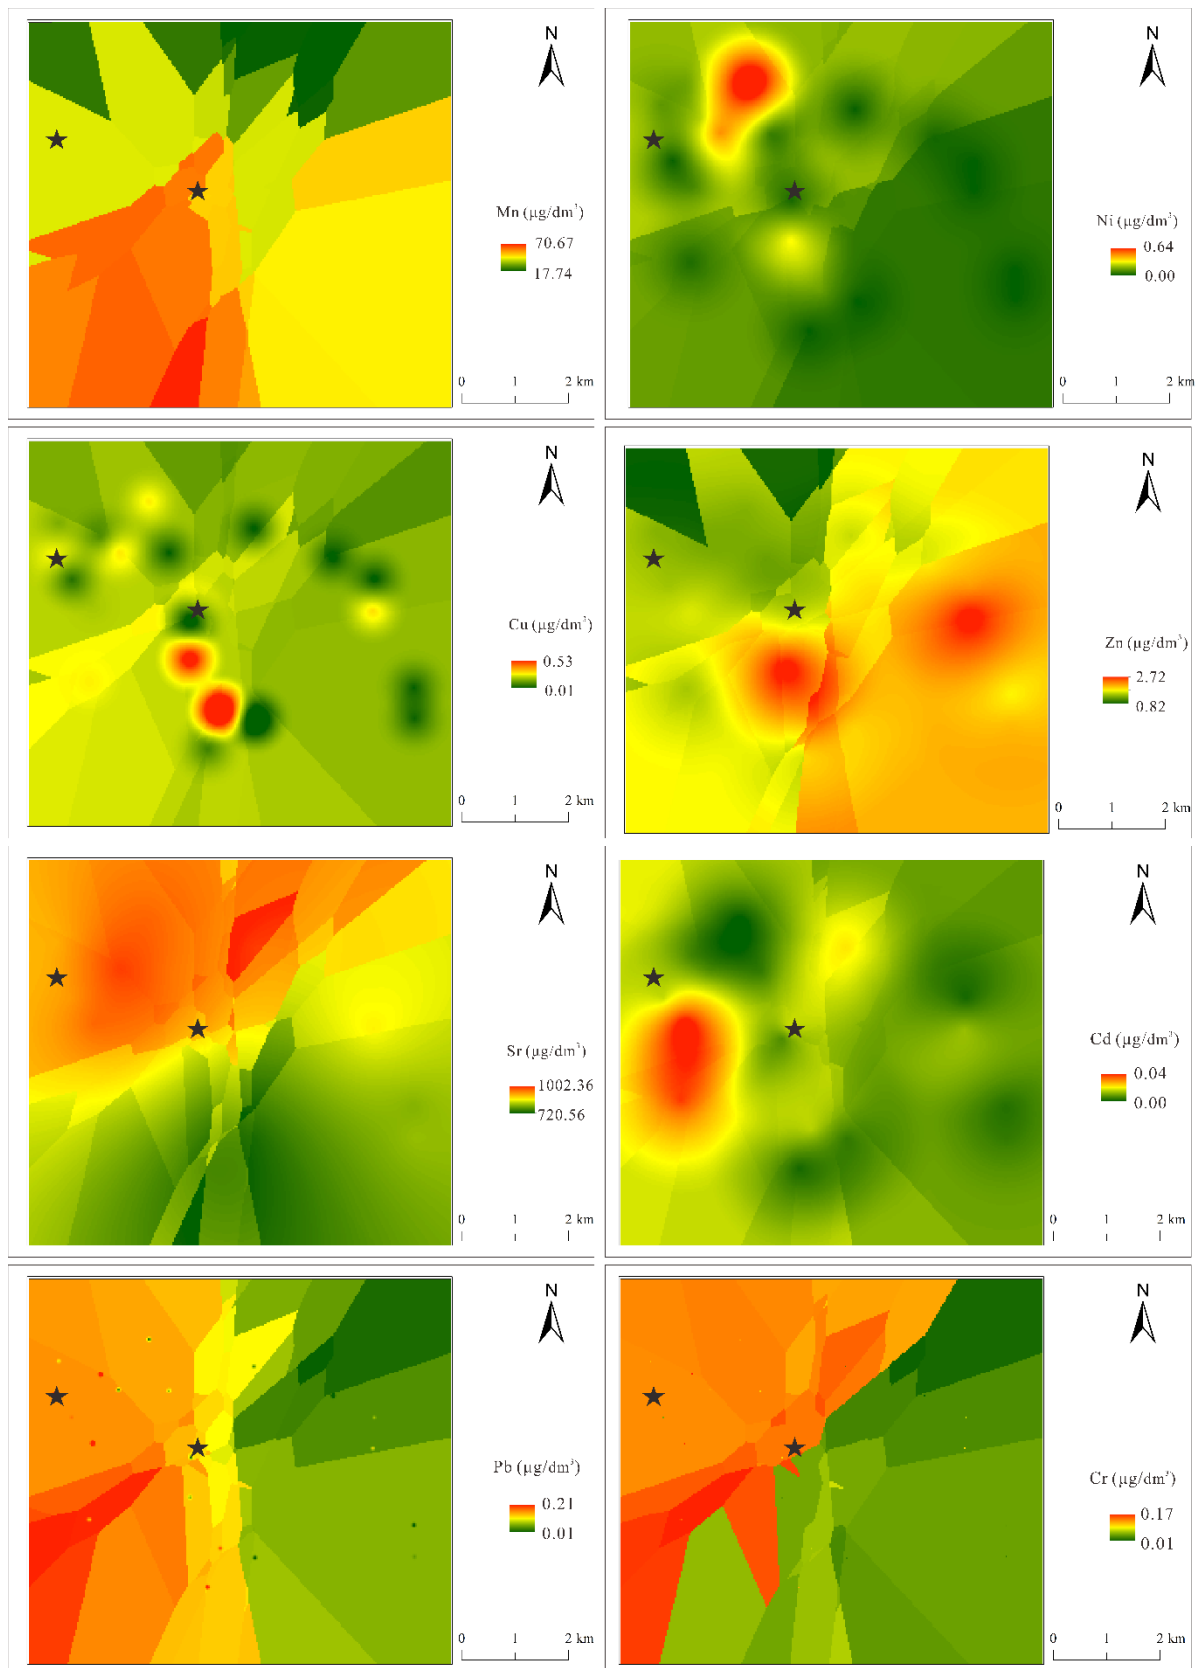 N
Mn (µg/dm³)
70.67
17.74
0 1 2 km
N
Ni (µg/dm³)
0.64
0.00
0 1 2 km
N
Cu (µg/dm³)
0.53
0.01
0 1 2 km
N
Zn (µg/dm³)
2.72
0.82
0 1 2 km
N
Sr (µg/dm³)
1002.36
720.56
0 1 2 km
N
Cd (µg/dm³)
0.04
0.00
0 1 2 km
N
Pb (µg/dm³)
0.21
0.01
0 1 2 km
N
Cr (µg/dm³)
0.17
0.01
0 1 2 km